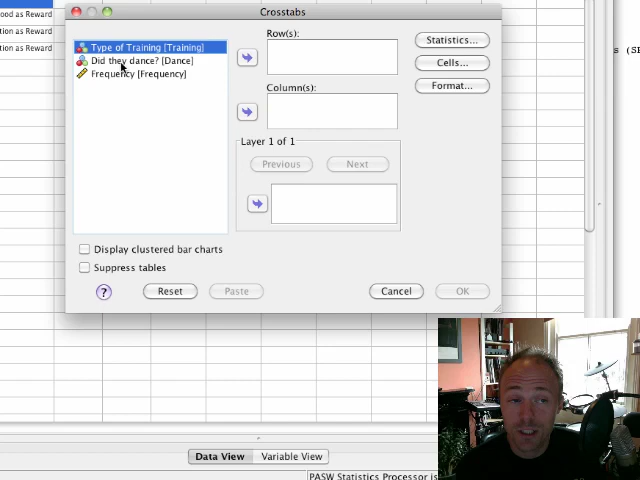 Crosstabs
ood as Reward
tion as Reward
tion as Reward
Type of Training [Training]
Did they dance? [Dance]
Frequency [Frequency]
Row(s):
Column(s):
Layer 1 of 1
Previous
Next
Statistics...
Cells...
Format...
Display clustered bar charts
Suppress tables
?
Reset
Paste
Cancel
OK
Data View
Variable View
PASW Statistics Processor is